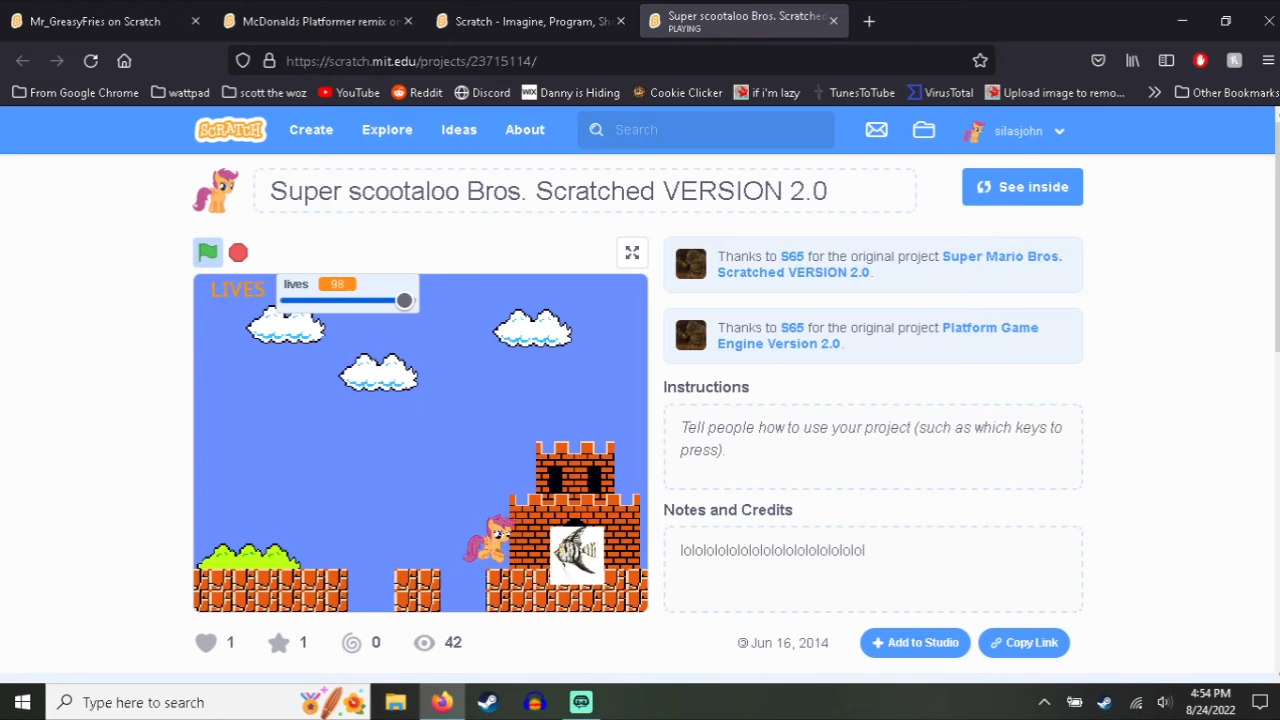 Mr_GreasyFries on Scratch
McDonalds Platformer remix on
Scratch - Imagine, Program, Sh
Super scootaloo Bros. Scratched
PLAYING
https://scratch.mit.edu/projects/23715114/
From Google Chrome
wattpad
scott the woz
YouTube
Reddit
Discord
WIX Danny is Hiding
Cookie Clicker
if i'm lazy
TunesToTube
VirusTotal
Upload image to remo...
Other Bookmarks
SCRATCH
Create
Explore
Ideas
About
Search
silasjohn
Super scootaloo Bros. Scratched VERSION 2.0
See inside
Thanks to S65 for the original project Super Mario Bros.
Scratched VERSION 2.0.
LIVES
lives 98
Thanks to S65 for the original project Platform Game
Engine Version 2.0.
Instructions
Tell people how to use your project (such as which keys to
press).
Notes and Credits
lolololololololololololololololol
1
1
0
42
© Jun 16, 2014
Add to Studio
Copy Link
Type here to search
4:54 PM
8/24/2022